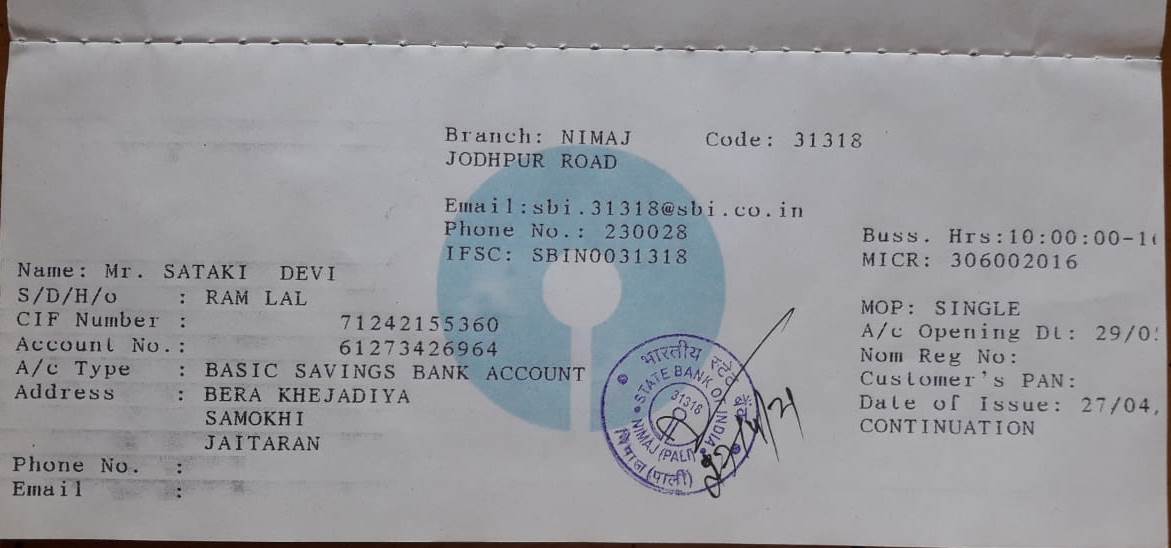 Branch: NIMAJ Code: 31318
JODHPUR ROAD
Email:sbi.31318@sbi.co.in
Phone No.: 230028
IFSC: SBIN0031318
Buss. Hrs:10:00:00-1
MICR: 306002016
Name: Mr. SATAKI DEVI
S/D/H/o : RAM LAL
CIF Number : 71242155360
Account No.: 61273426964
A/c Type : BASIC SAVINGS BANK ACCOUNT
Address : BERA KHEJADIYA
SAMOKHI
JAITARAN
Phone No. :
Email :
MOP: SINGLE
A/c Opening Dt: 29/0
Nom Reg No:
Customer's PAN:
Date of Issue: 27/04,
CONTINUATION
भारतीय स्टेट बैंक
STATE BANK OF INDIA
31318
NIMAJ (PALI)
निमाज (पाली)